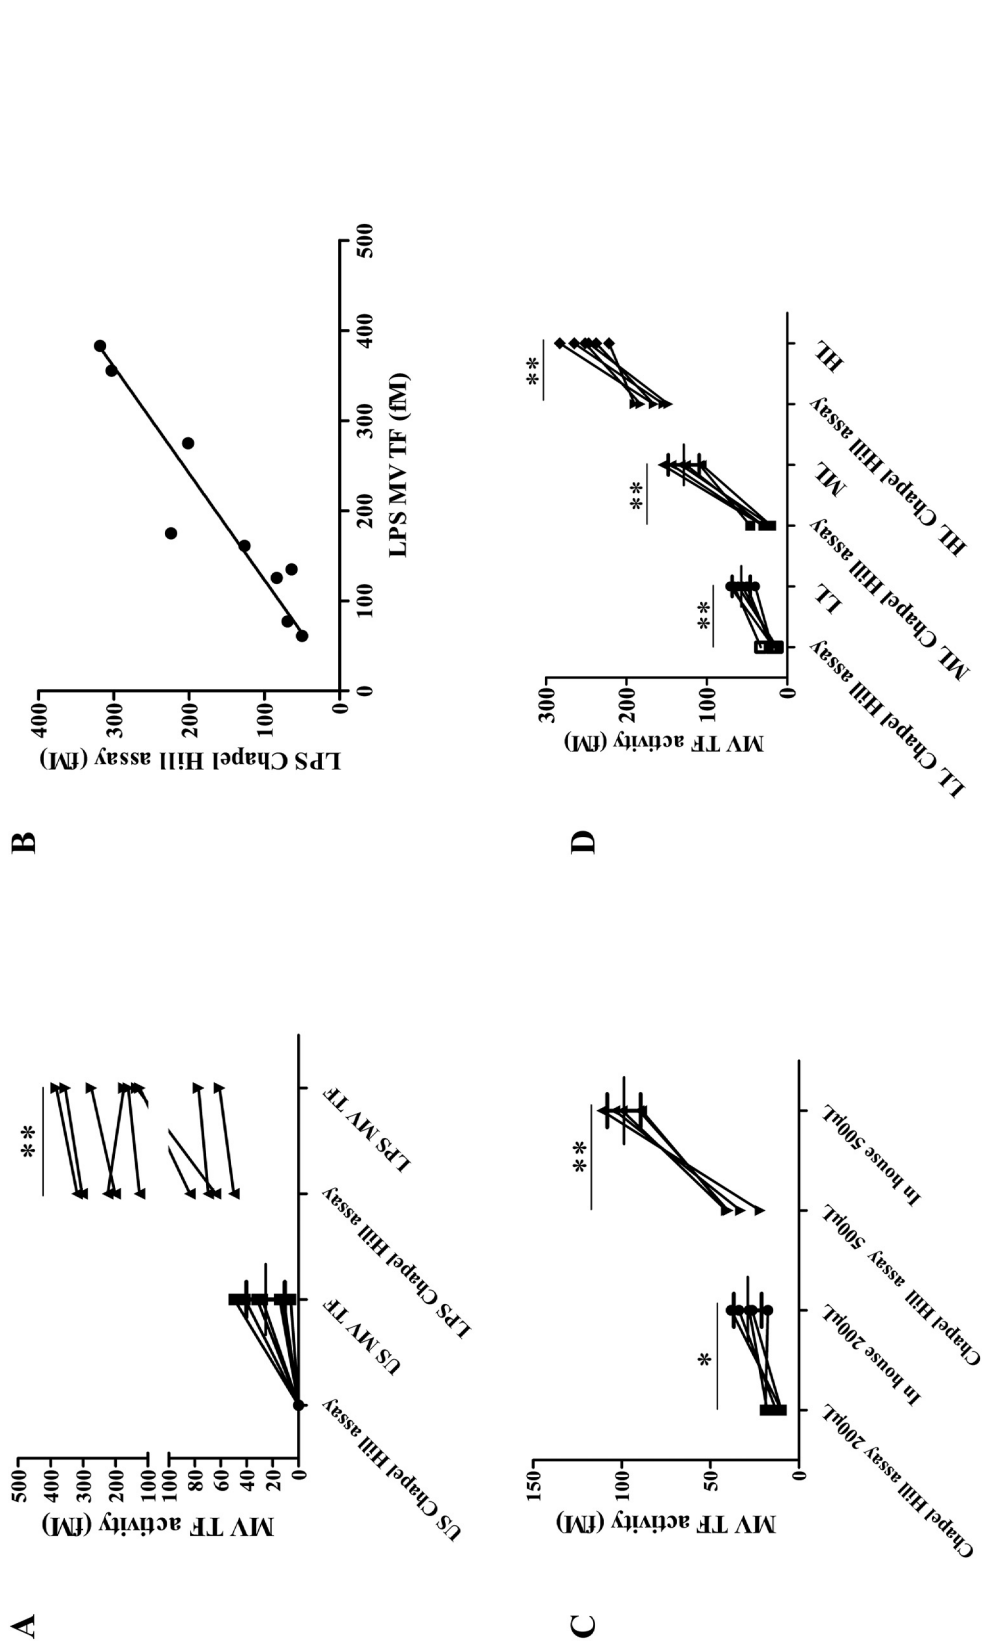 A
MV TF activity (fM)
500
400
300
200
100
100
80
60
40
20
0
**
US Chapel Hill assay
US MV TF
LPS Chapel Hill assay
LPS MV TF
B
LPS Chapel Hill assay (fM)
400
300
200
100
0
0
100
200
300
400
500
LPS MV TF (fM)
C
MV TF activity (fM)
150
100
50
0
*
**
Chapel Hill assay 200µL
In house 200µL
Chapel Hill assay 500µL
In house 500µL
D
MV TF activity (fM)
300
200
100
0
**
**
**
LL Chapel Hill assay
LL
ML Chapel Hill assay
ML
HL Chapel Hill assay
HL